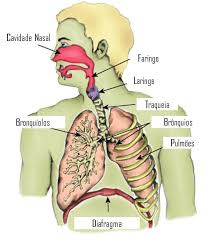 Cavidade Nasal
Faringe
Laringe
Traqueia
Bronquíolos
Brônquios
Pulmões
Diafragma